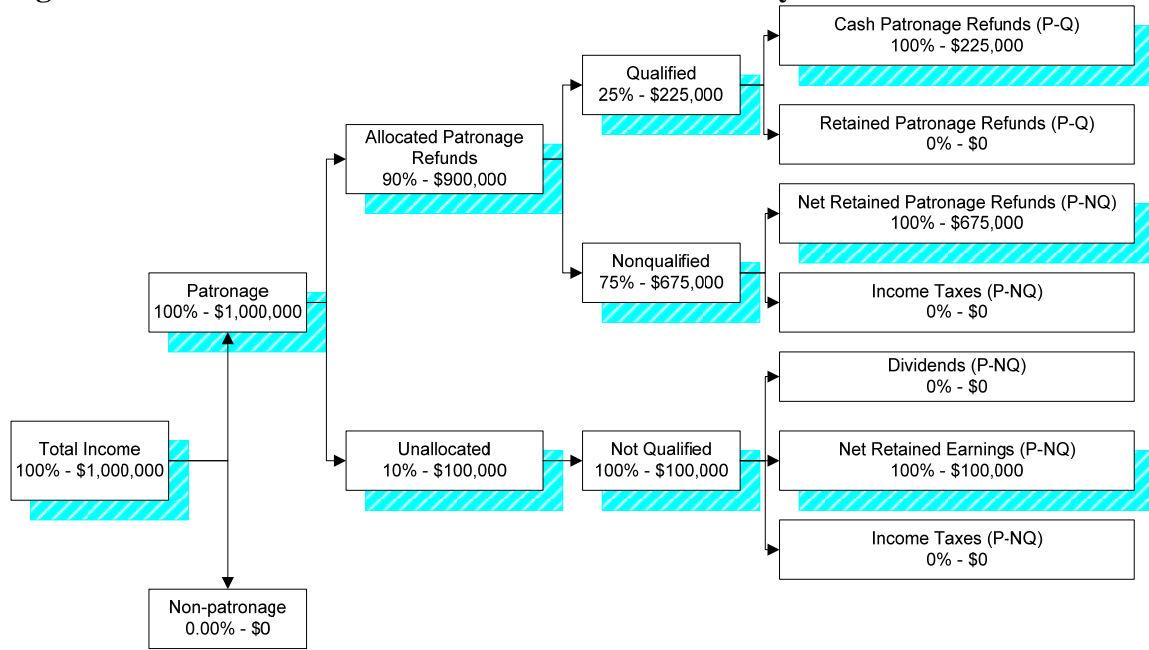 Cash Patronage Refunds (P-Q)
100% - $225,000
Qualified
25% - $225,000
Retained Patronage Refunds (P-Q)
0% - $0
Allocated Patronage
Refunds
90% - $900,000
Net Retained Patronage Refunds (P-NQ)
100% - $675,000
Nonqualified
75% - $675,000
Income Taxes (P-NQ)
0% - $0
Patronage
100% - $1,000,000
Dividends (P-NQ)
0% - $0
Total Income
100% - $1,000,000
Unallocated
10% - $100,000
Not Qualified
100% - $100,000
Net Retained Earnings (P-NQ)
100% - $100,000
Income Taxes (P-NQ)
0% - $0
Non-patronage
0.00% - $0